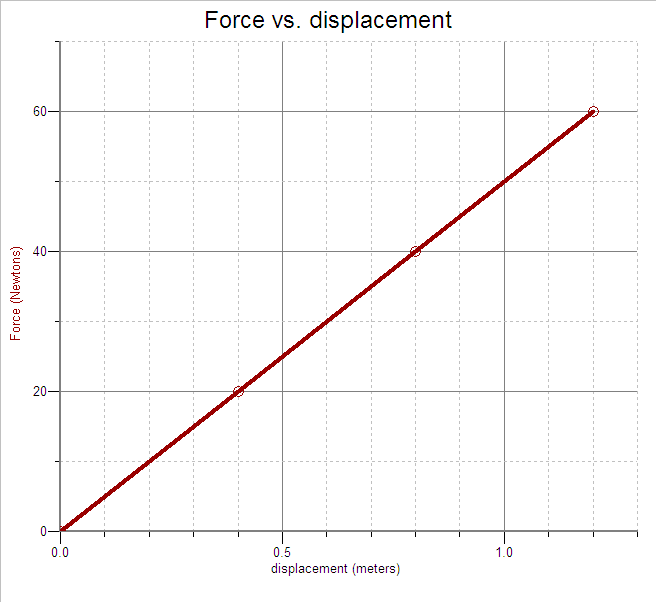 Force vs. displacement
60
40
Force (Newtons)
20
0
0.0
0.5
1.0
displacement (meters)